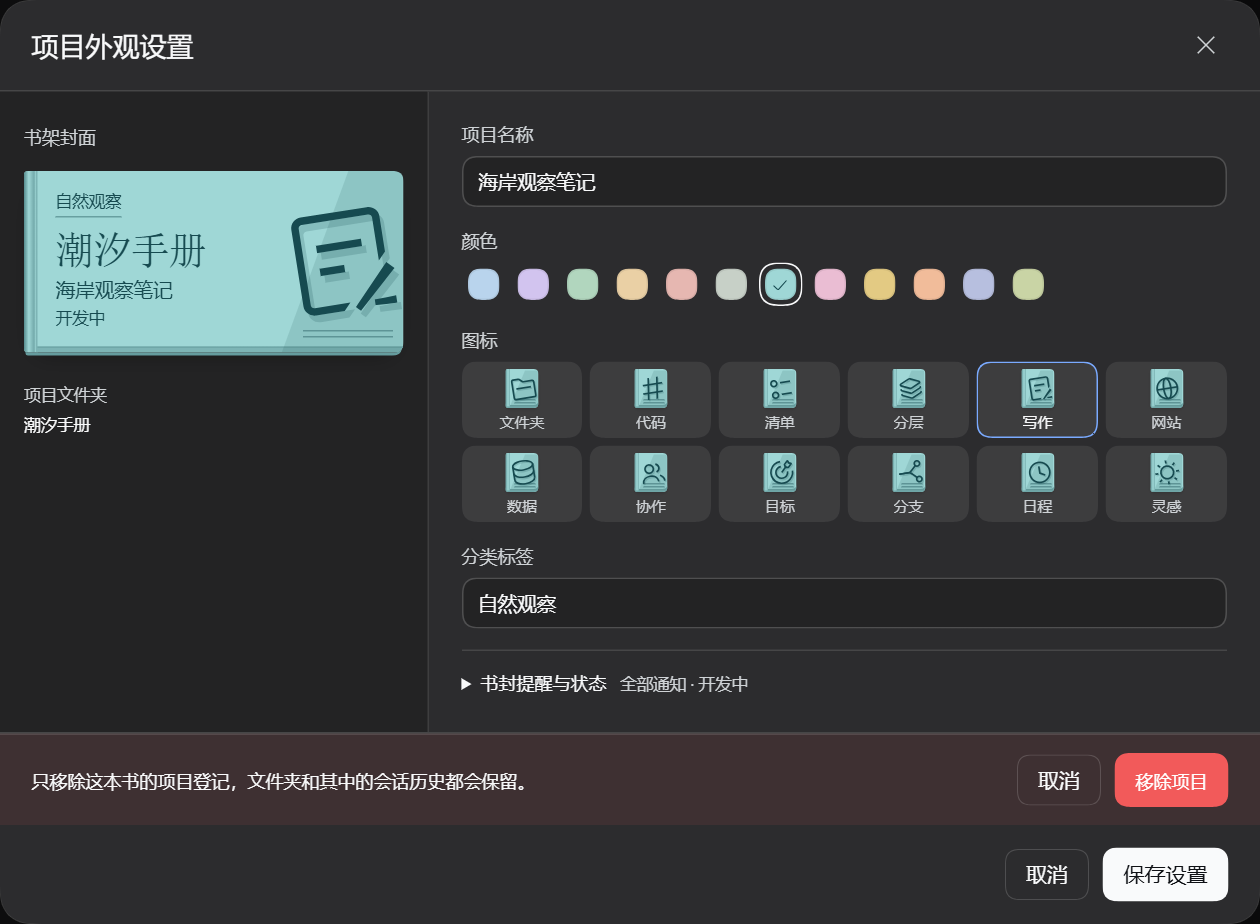 项目外观设置
书架封面
自然观察
潮汐手册
海岸观察笔记
开发中
项目文件夹
潮汐手册
项目名称
海岸观察笔记
颜色
图标
文件夹
代码
清单
分层
写作
网站
数据
协作
目标
分支
日程
灵感
分类标签
自然观察
书封提醒与状态 全部通知 · 开发中
只移除这本书的项目登记，文件夹和其中的会话历史都会保留。
取消
移除项目
取消
保存设置